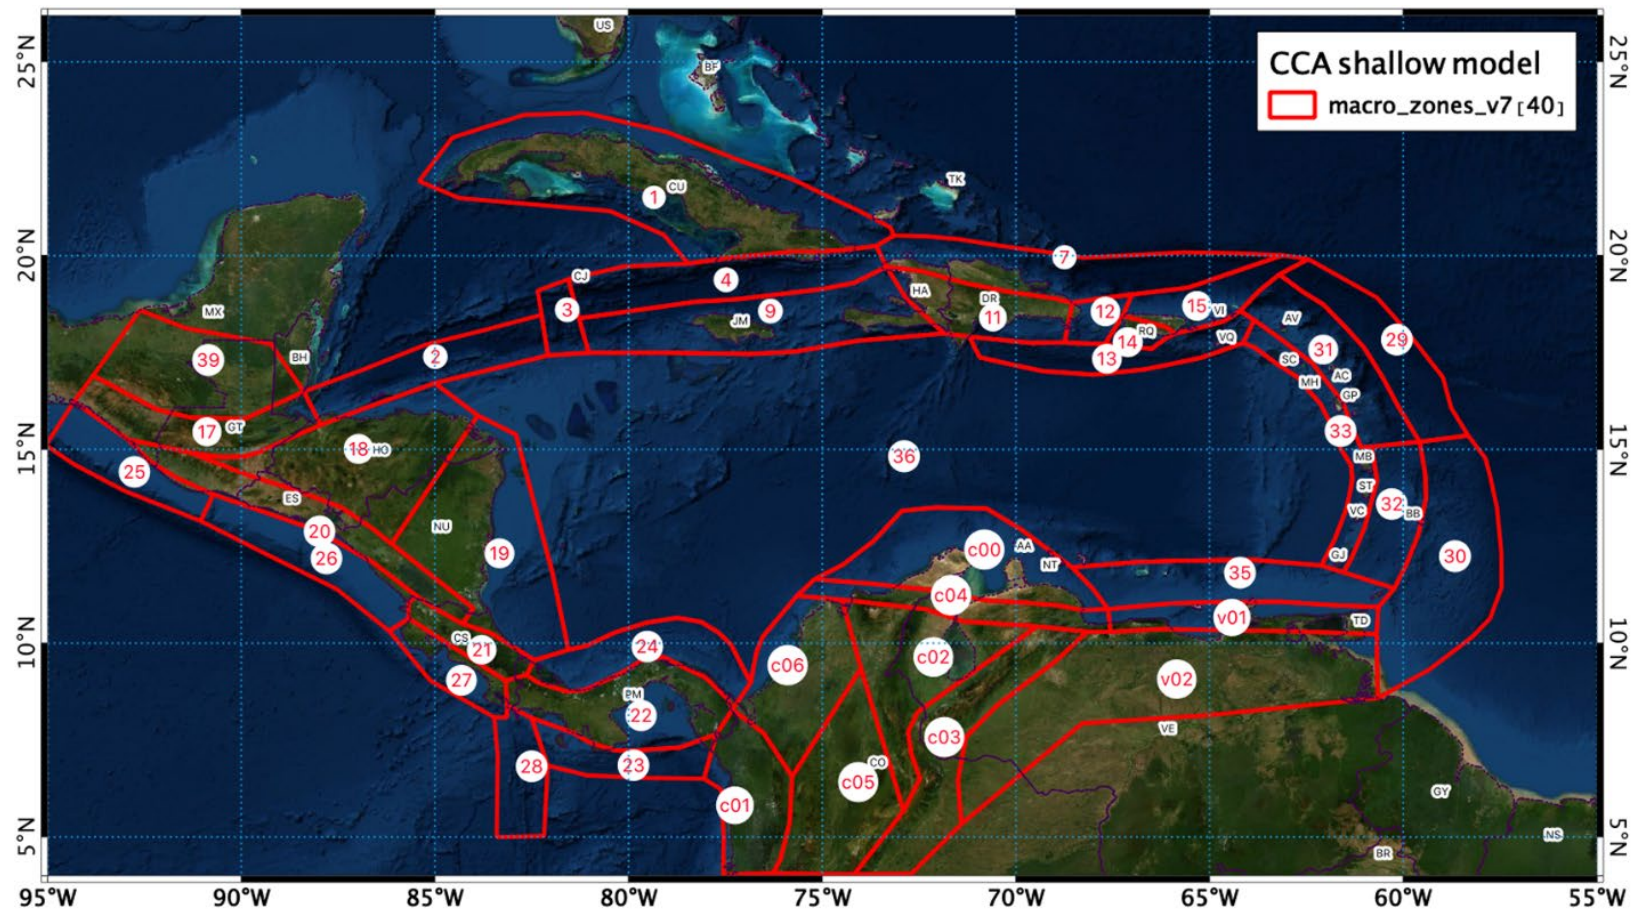 CCA shallow model
macro_zones_v7 [40]
US
BF
25°N
25°N
TK
1
CU
20°N
20°N
7
CJ
4
3
9
JM
HA
DR
11
12
15
VI
14
RQ
13
VQ
AV
31
29
SC
AC
MH
GP
33
MX
BH
39
2
17
GT
18
HO
15°N
15°N
25
36
MB
ES
ST
32
VC
BB
20
NU
26
19
c00
AA
NT
GJ
30
35
c04
v01
TD
10°N
10°N
CS
21
24
c06
c02
27
v02
PM
22
VE
28
23
c03
c05
CO
c01
GY
5°N
5°N
NS
BR
95°W
90°W
85°W
80°W
75°W
70°W
65°W
60°W
55°W